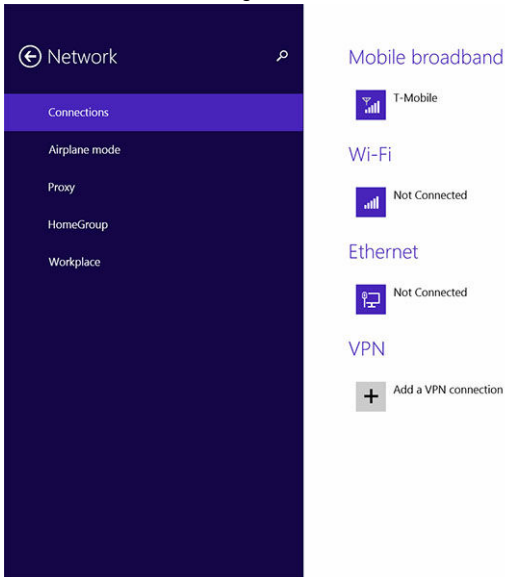 Network
Connections
Airplane mode
Proxy
HomeGroup
Workplace
Mobile broadband
T-Mobile
Wi-Fi
Not Connected
Ethernet
Not Connected
VPN
Add a VPN connection